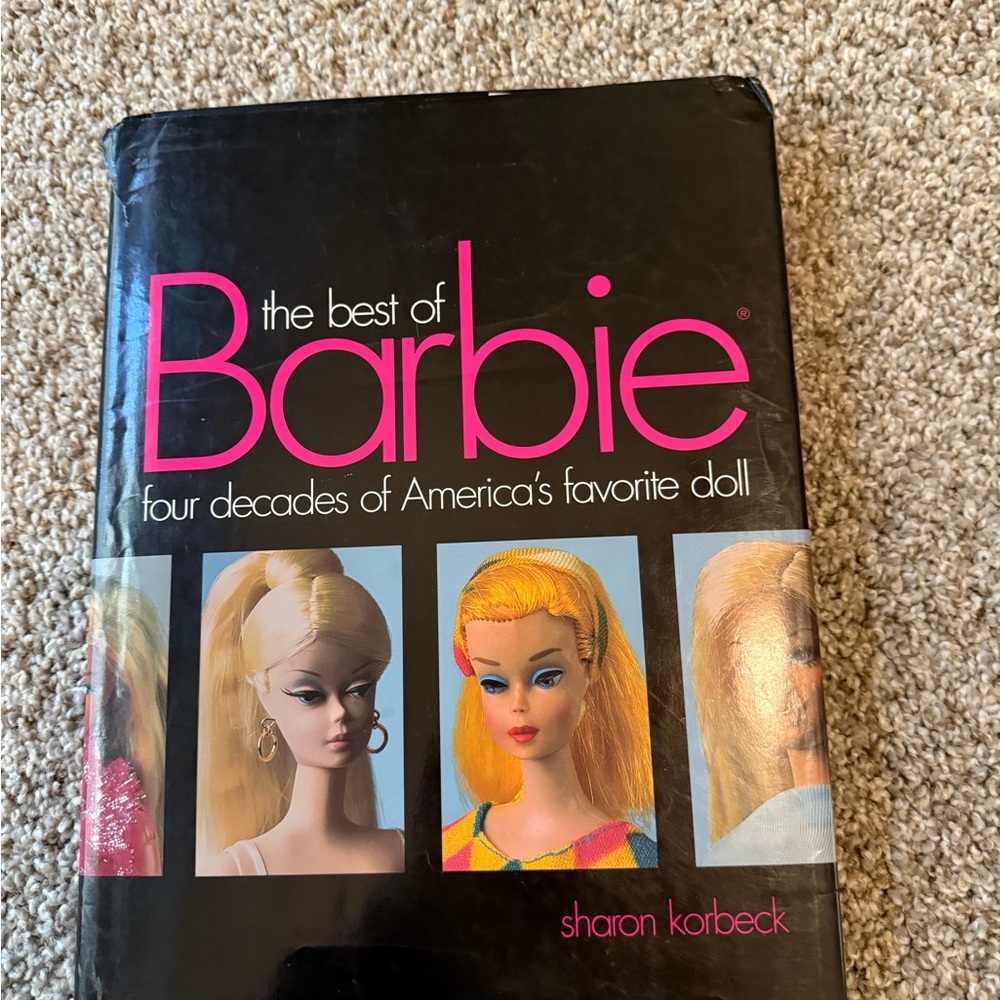 the best of
Barbie®
four decades of America's favorite doll
sharon korbeck